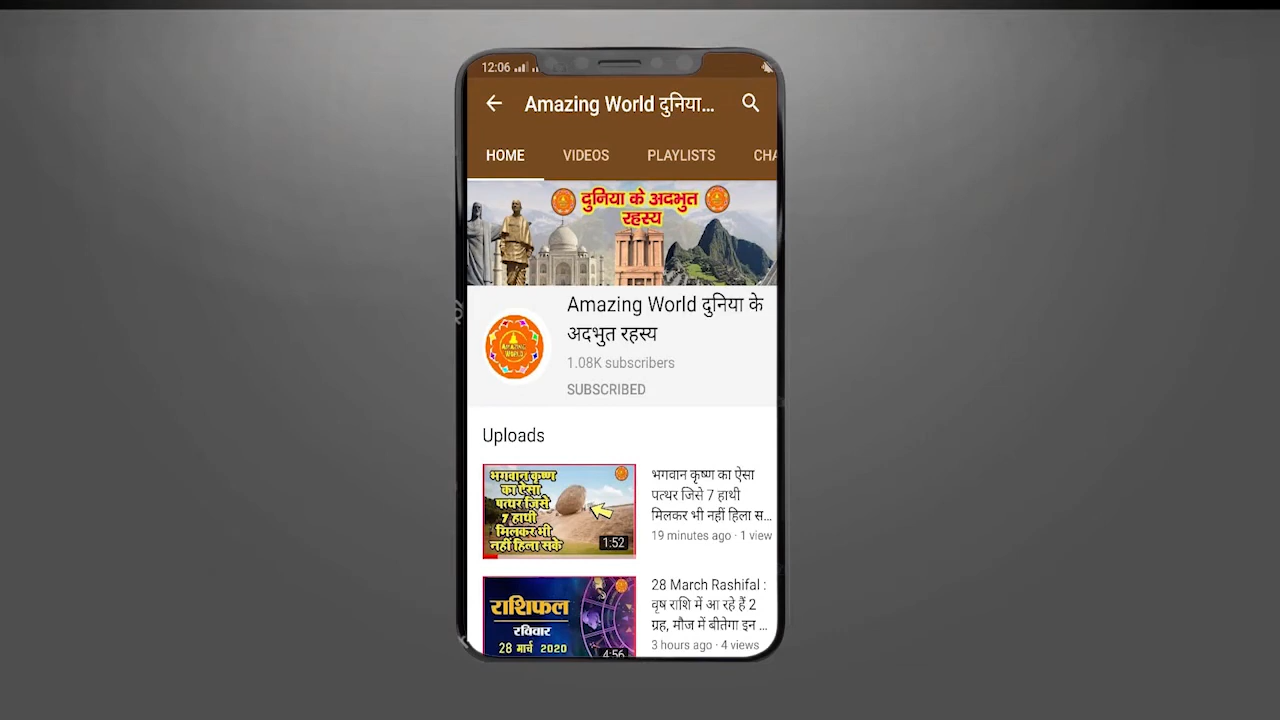 12:06
Amazing World दुनिया...
HOME VIDEOS PLAYLISTS CHA
दुनिया के अदभुत
रहस्य
Amazing World दुनिया के
अदभुत रहस्य
AMAZING
WORLD
1.08K subscribers
SUBSCRIBED
Uploads
भगवान कृष्ण
का ऐसा
पत्थर जिसे
7 हाथी
मिलकर भी
नहीं हिला सके
1:52
भगवान कृष्ण का ऐसा
पत्थर जिसे 7 हाथी
मिलकर भी नहीं हिला स...
19 minutes ago · 1 view
राशिफल
रविवार
28 मार्च 2020
4:56
28 March Rashifal :
वृष राशि में आ रहे हैं 2
ग्रह, मौज में बीतेगा इन ...
3 hours ago · 4 views